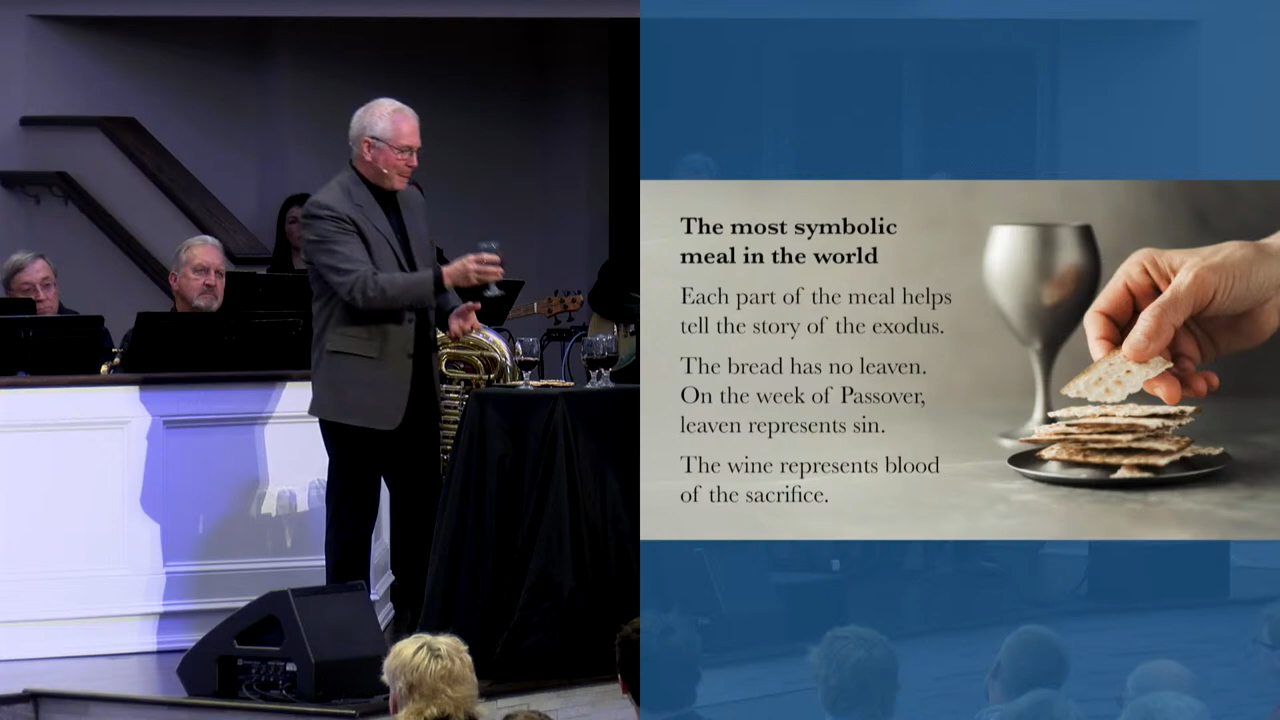 The most symbolic
meal in the world
Each part of the meal helps
tell the story of the exodus.
The bread has no leaven.
On the week of Passover,
leaven represents sin.
The wine represents blood
of the sacrifice.